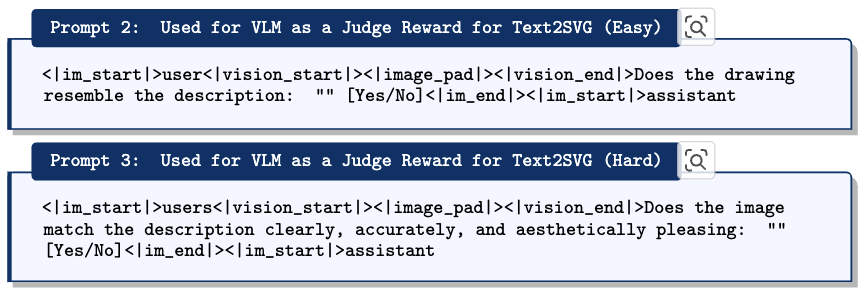 Prompt 2: Used for VLM as a Judge Reward for Text2SVG (Easy)
<|im_start|>user<|vision_start|><|image_pad|><|vision_end|>Does the drawing
resemble the description: "" [Yes/No]<|im_end|><|im_start|>assistant
Prompt 3: Used for VLM as a Judge Reward for Text2SVG (Hard)
<|im_start|>users<|vision_start|><|image_pad|><|vision_end|>Does the image
match the description clearly, accurately, and aesthetically pleasing: ""
[Yes/No]<|im_end|><|im_start|>assistant